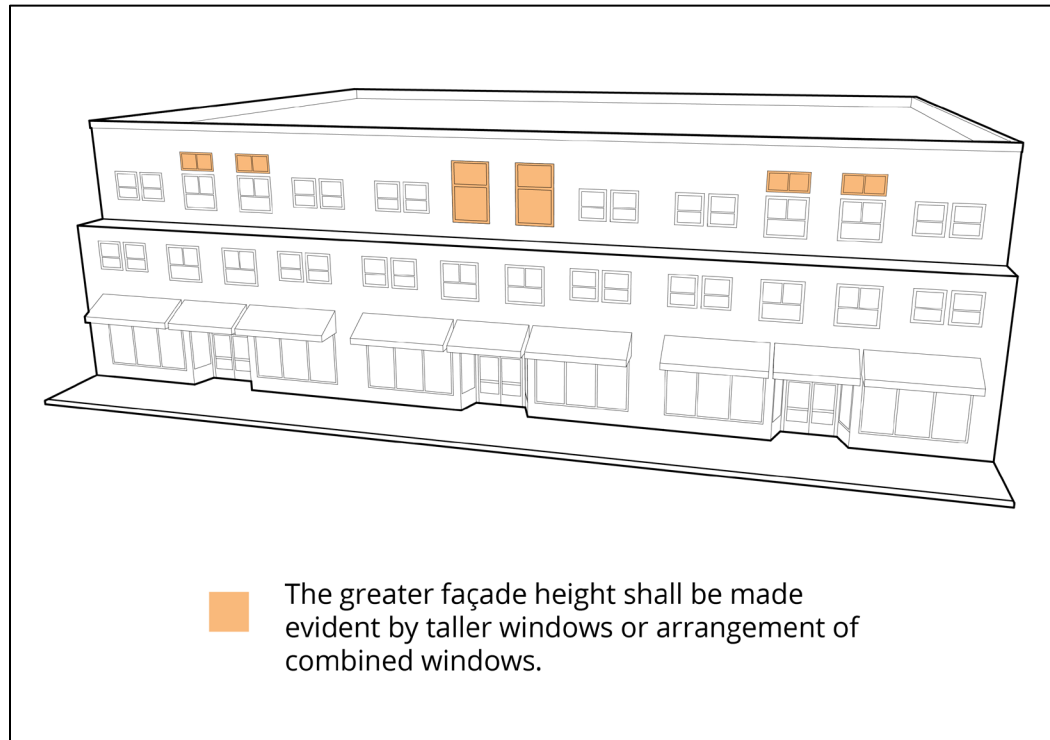 The greater façade height shall be made
evident by taller windows or arrangement of
combined windows.